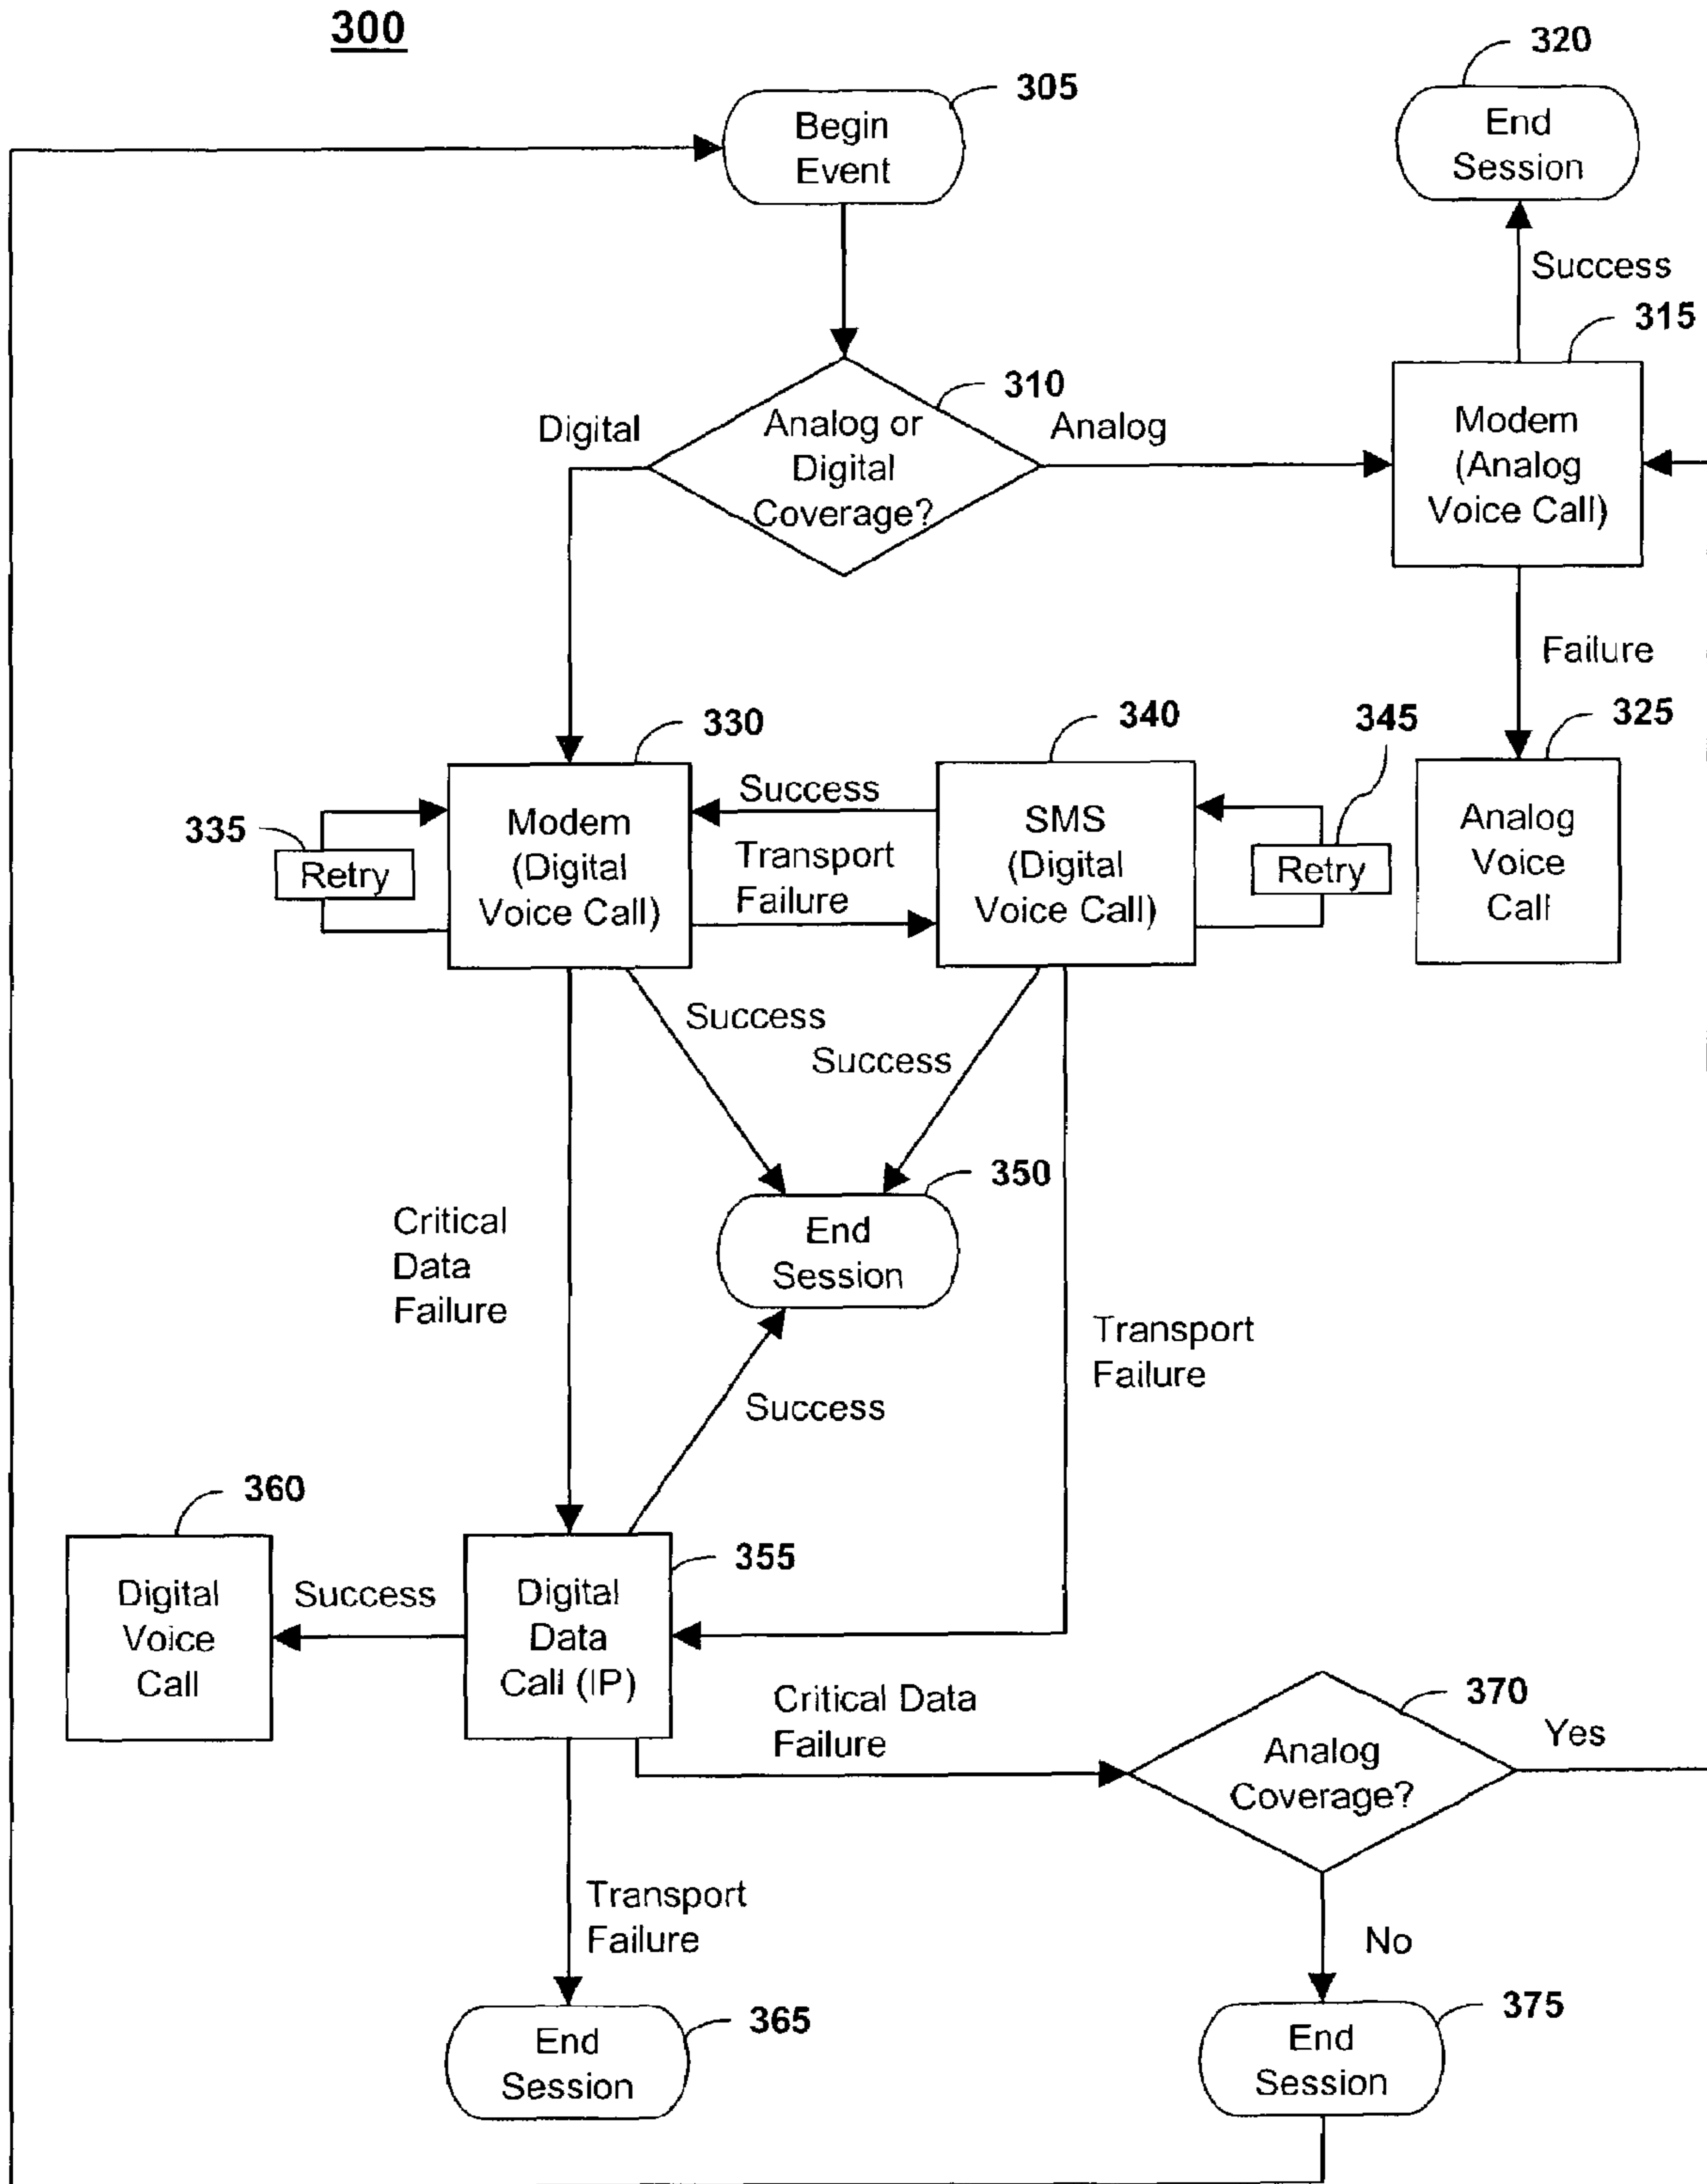 300
305
Begin
Event
320
End
Session
Success
315
Modem
(Analog
Voice Call)
310
Analog or
Digital
Coverage?
Digital
Analog
Failure
325
Analog
Voice
Call
330
Modem
(Digital
Voice Call)
335
Retry
Success
Transport
Failure
340
SMS
(Digital
Voice Call)
345
Retry
Success
Success
350
End
Session
Critical
Data
Failure
Transport
Failure
Success
360
Digital
Voice
Call
Success
355
Digital
Data
Call (IP)
Critical Data
Failure
370
Analog
Coverage?
Yes
Transport
Failure
No
365
End
Session
375
End
Session